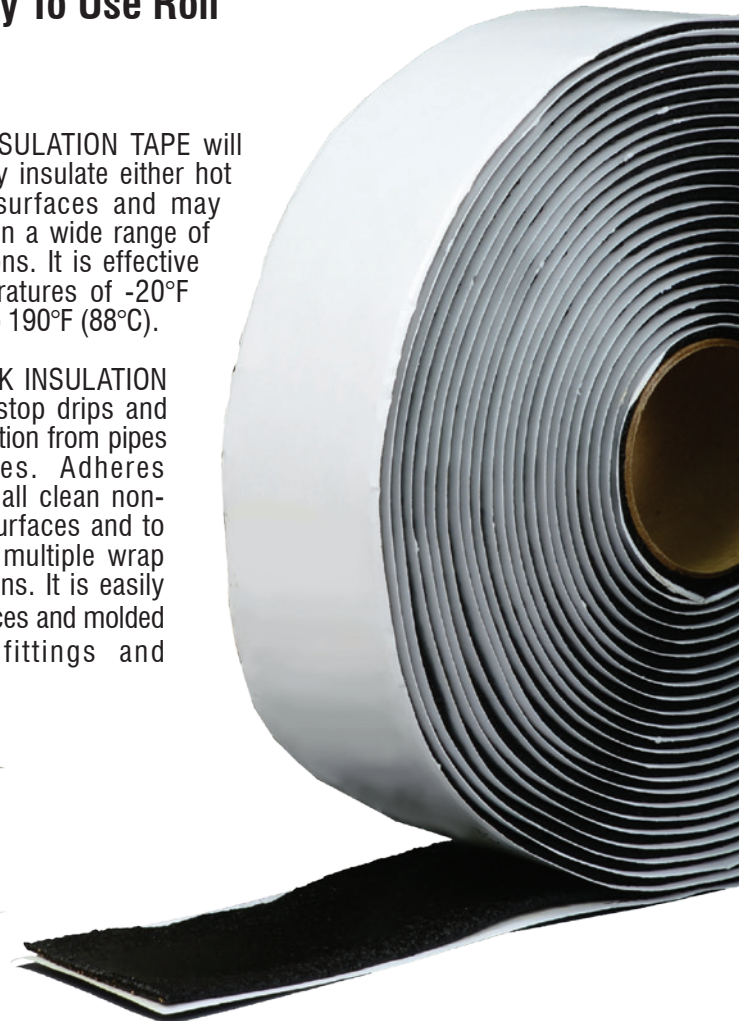 y To Use Roll
SULATION TAPE will
y insulate either hot
surfaces and may
n a wide range of
ons. It is effective
ratures of -20°F
190°F (88°C).
K INSULATION
stop drips and
tion from pipes
es. Adheres
all clean non-
urfaces and to
multiple wrap
ns. It is easily
ces and molded
fittings and